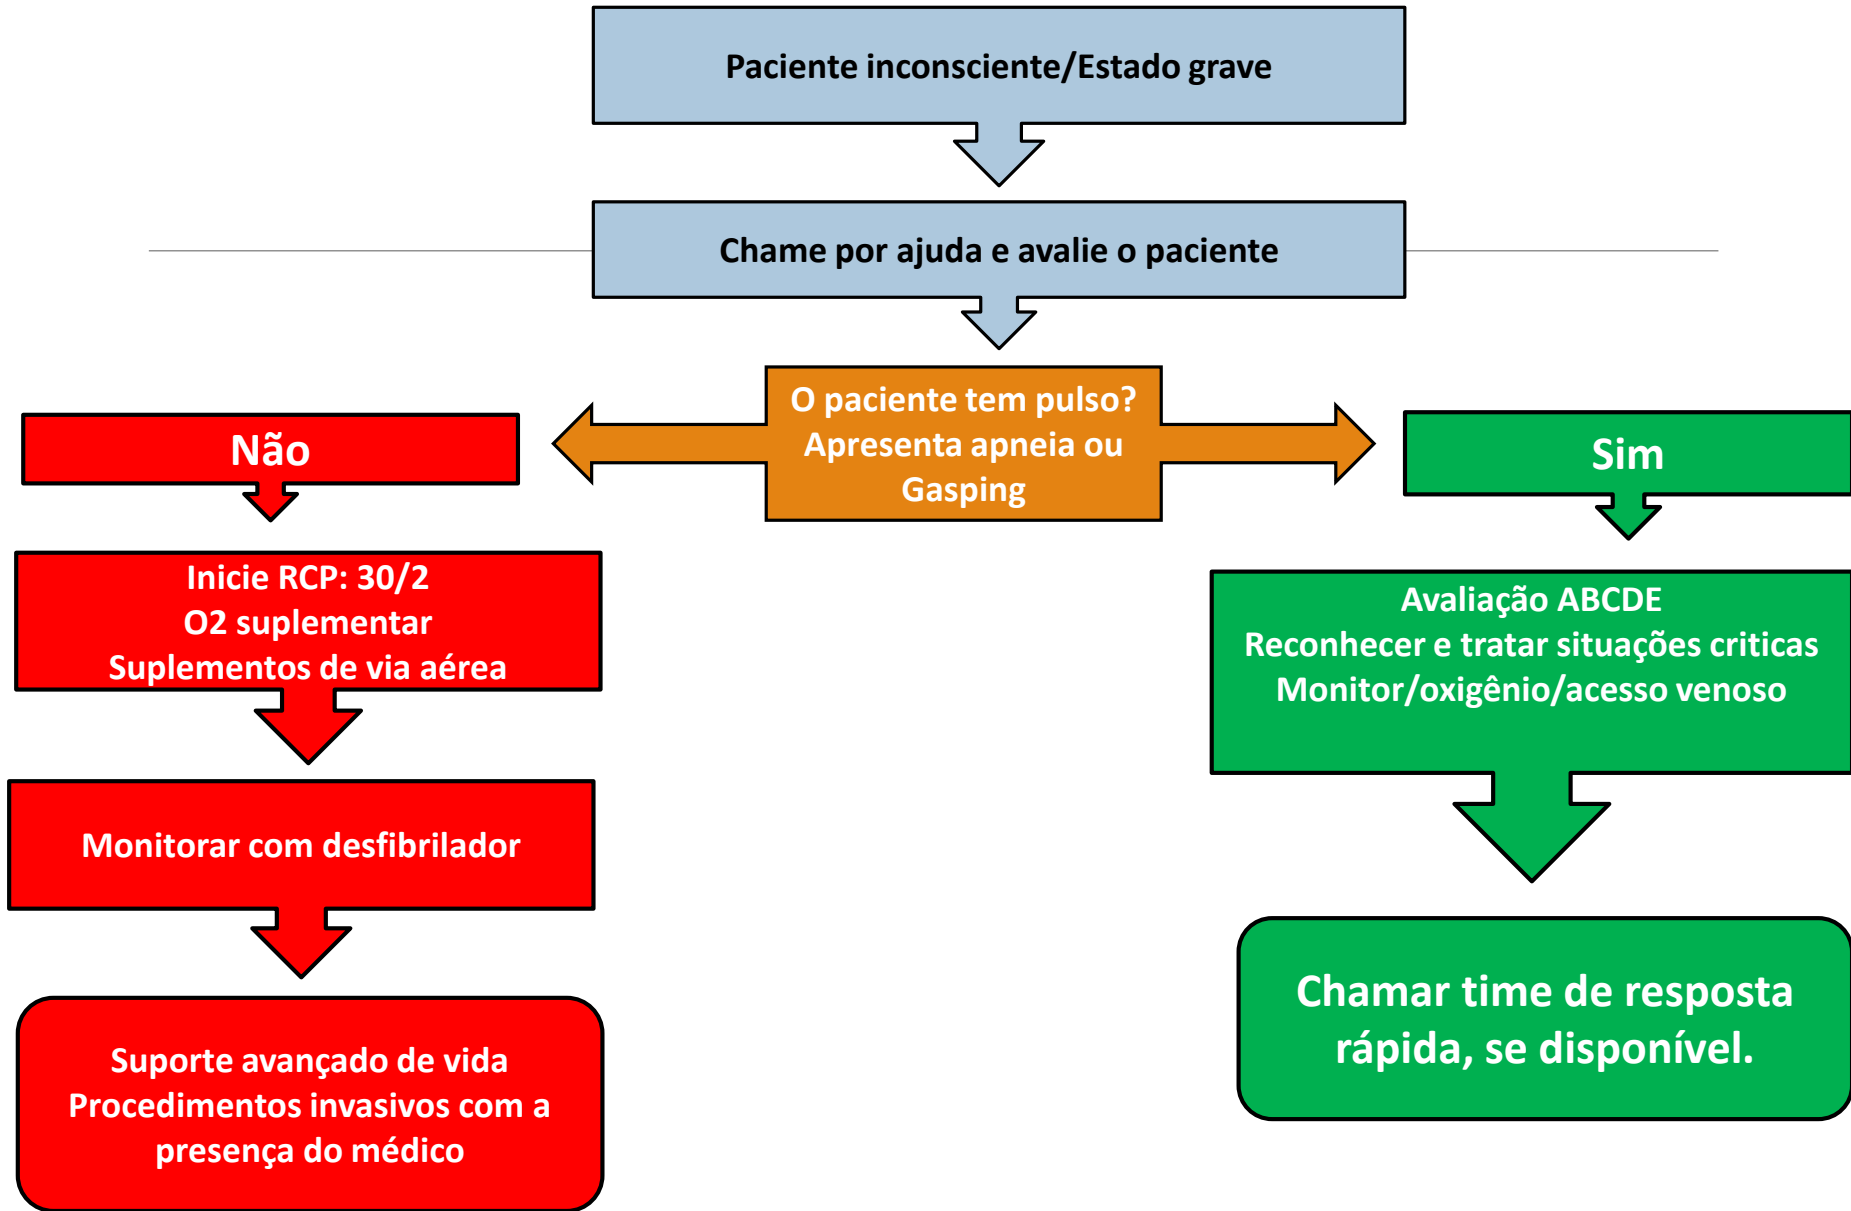 Paciente inconsciente/Estado grave
Chame por ajuda e avalie o paciente
O paciente tem pulso?
Apresenta apneia ou
Gasping
Não
Inicie RCP: 30/2
O2 suplementar
Suplementos de via aérea
Monitorar com desfibrilador
Suporte avançado de vida
Procedimentos invasivos com a
presença do médico
Sim
Avaliação ABCDE
Reconhecer e tratar situações criticas
Monitor/oxigênio/acesso venoso
Chamar time de resposta
rápida, se disponível.